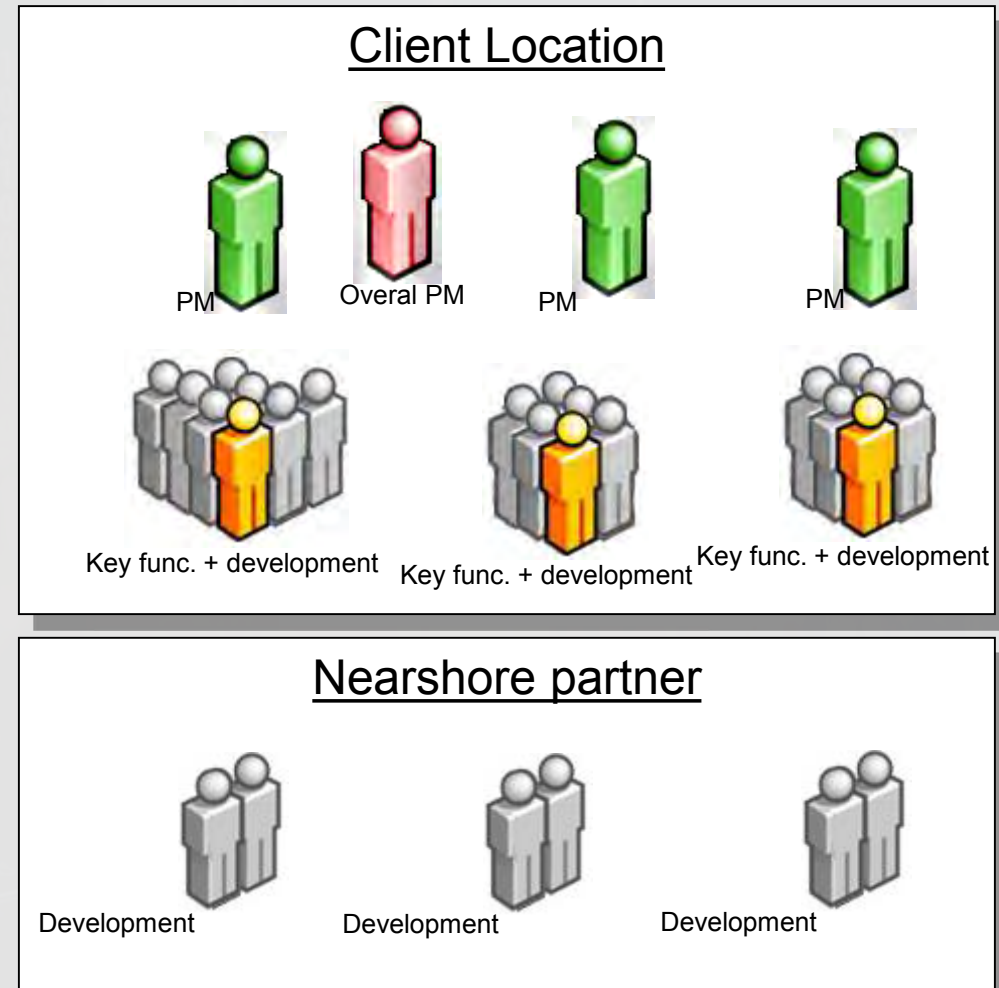 Client Location
PM
Overal PM
PM
PM
Key func. + development
Key func. + development
Key func. + development
Nearshore partner
Development
Development
Development